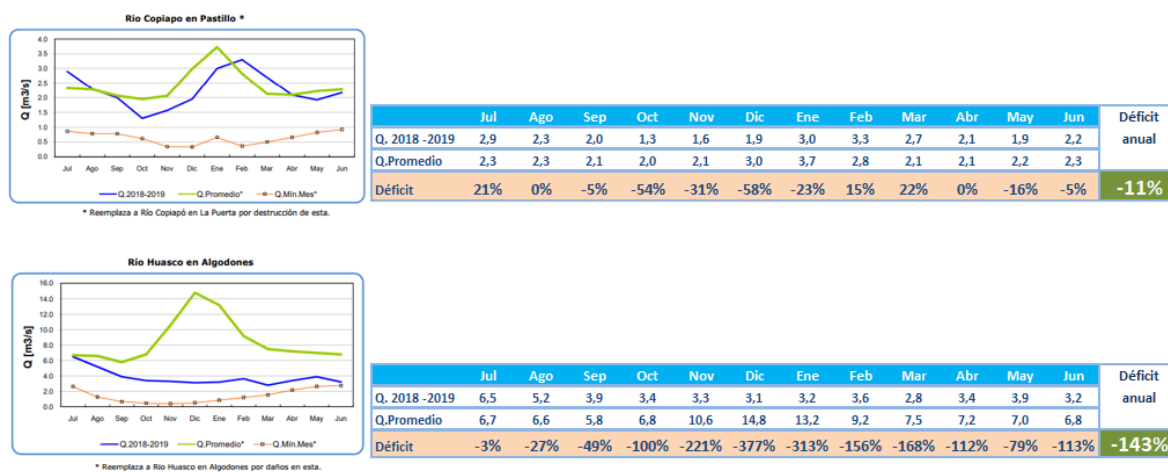 Río Copiapo en Pastillo *
Q [m3/s]
4.0
3.5
3.0
2.5
2.0
1.5
1.0
0.5
0.0
Jul Ago Sep Oct Nov Dic Ene Feb Mar Abr May Jun
Q.2018-2019 Q.Promedio* Q.Mín.Mes*
* Reemplaza a Río Copiapó en La Puerta por destrucción de esta.
Jul Ago Sep Oct Nov Dic Ene Feb Mar Abr May Jun Déficit anual
Q. 2018 -2019 2,9 2,3 2,0 1,3 1,6 1,9 3,0 3,3 2,7 2,1 1,9 2,2
Q.Promedio 2,3 2,3 2,1 2,0 2,1 3,0 3,7 2,8 2,1 2,1 2,2 2,3
Déficit 21% 0% -5% -54% -31% -58% -23% 15% 22% 0% -16% -5% -11%
Río Huasco en Algodones
Q [m3/s]
16.0
14.0
12.0
10.0
8.0
6.0
4.0
2.0
0.0
Jul Ago Sep Oct Nov Dic Ene Feb Mar Abr May Jun
Q.2018-2019 Q.Promedio* Q.Mín.Mes*
* Reemplaza a Río Huasco en Algodones por daños en esta.
Jul Ago Sep Oct Nov Dic Ene Feb Mar Abr May Jun Déficit anual
Q. 2018 -2019 6,5 5,2 3,9 3,4 3,3 3,1 3,2 3,6 2,8 3,4 3,9 3,2
Q.Promedio 6,7 6,6 5,8 6,8 10,6 14,8 13,2 9,2 7,5 7,2 7,0 6,8
Déficit -3% -27% -49% -100% -221% -377% -313% -156% -168% -112% -79% -113% -143%